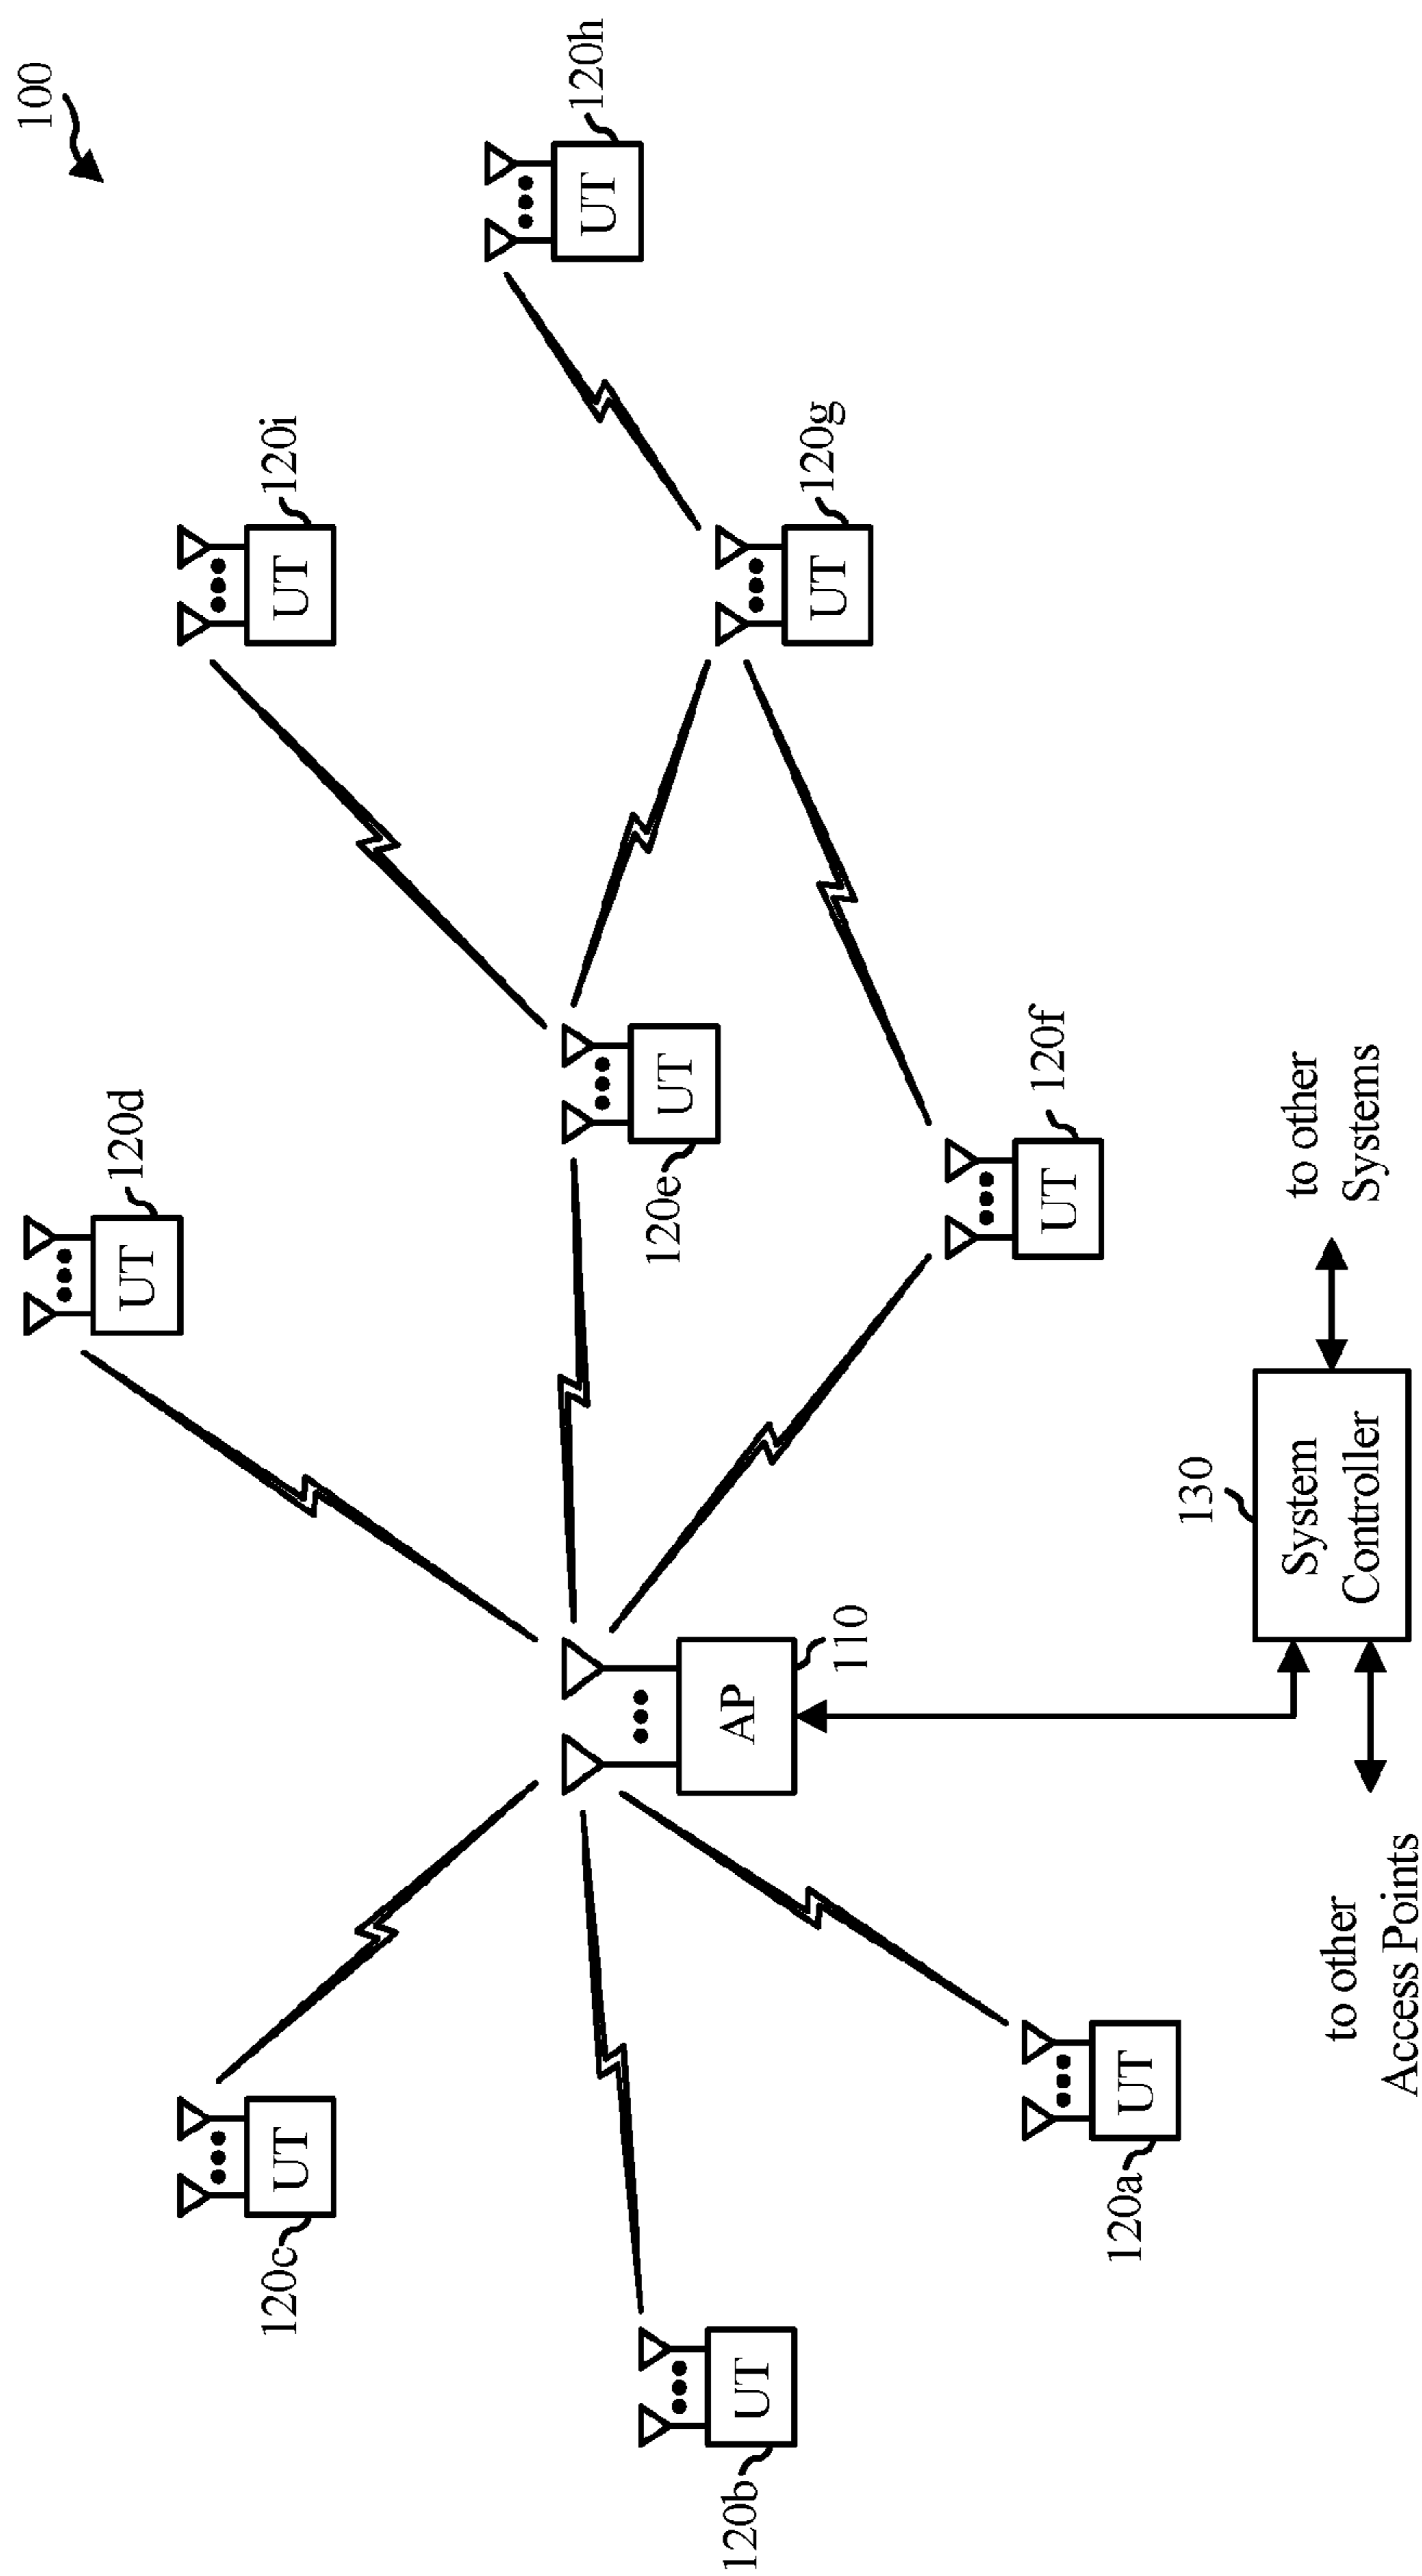 100
UT
120d
UT
120c
UT
120i
UT
120h
AP
110
UT
120e
UT
120b
UT
120g
UT
120f
UT
120a
130
System
Controller
to other
Systems
to other
Access Points